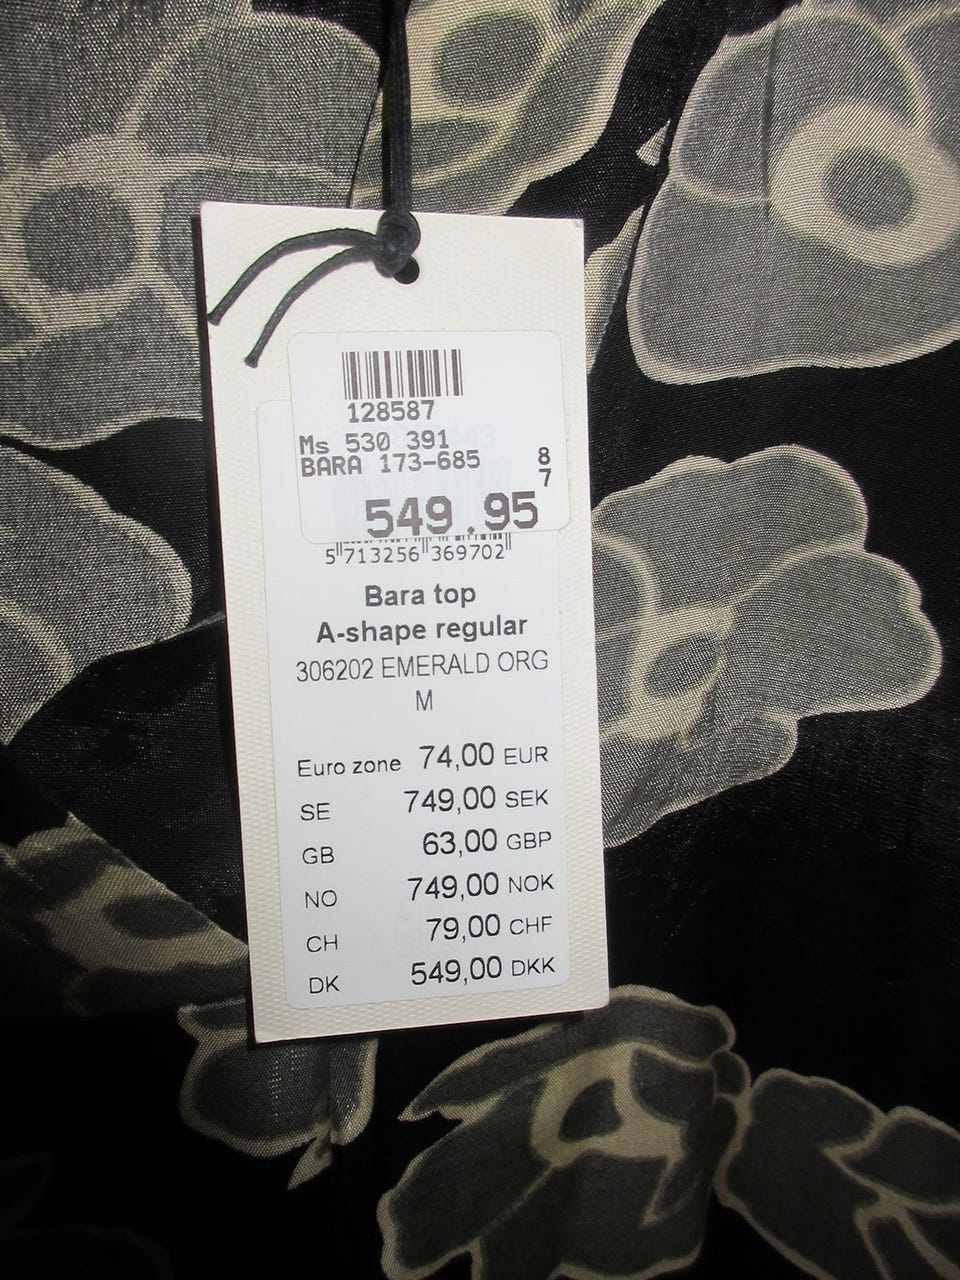 128587
Ms 530 391
BARA 173-685
8
7
549.95
5 713256 369702
Bara top
A-shape regular
306202 EMERALD ORG
M
Euro zone 74,00 EUR
SE 749,00 SEK
GB 63,00 GBP
NO 749,00 NOK
CH 79,00 CHF
DK 549,00 DKK